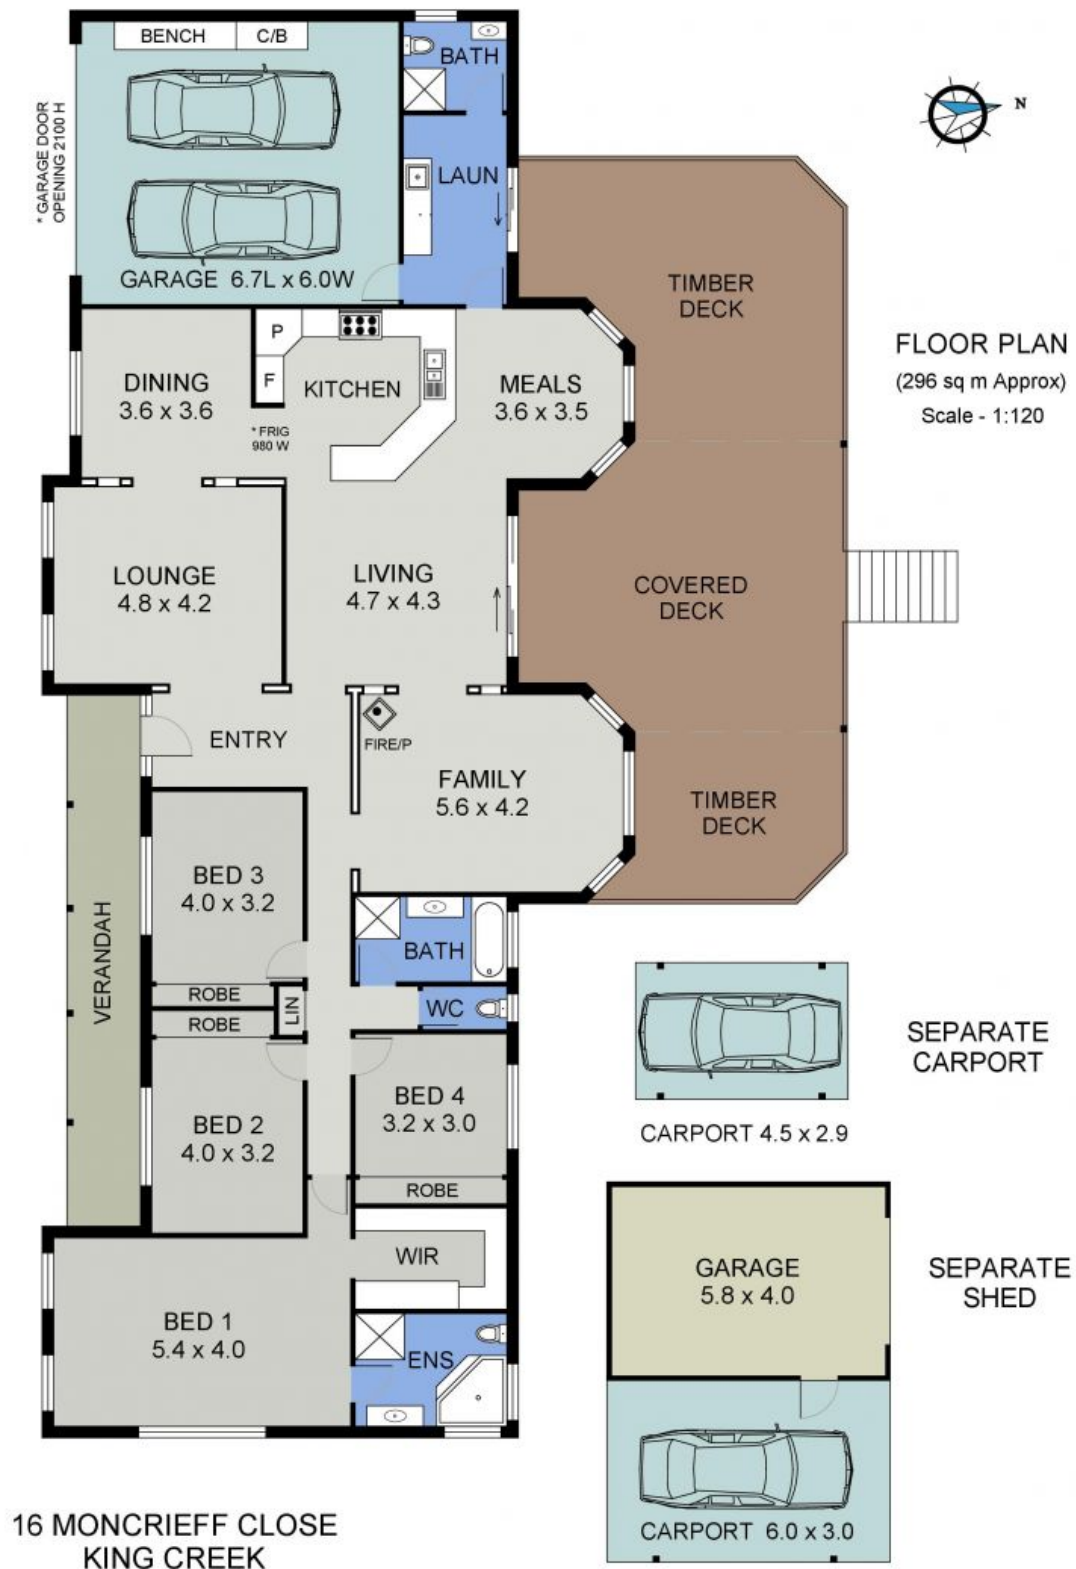 BENCH
C/B
BATH
N
* GARAGE DOOR
OPENING 2100 H
LAUN
GARAGE 6.7L x 6.0W
TIMBER
DECK
FLOOR PLAN
(296 sq m Approx)
Scale - 1:120
P
F
DINING
3.6 x 3.6
KITCHEN
MEALS
3.6 x 3.5
* FRIG
980 W
LOUNGE
4.8 x 4.2
LIVING
4.7 x 4.3
COVERED
DECK
ENTRY
FIRE/P
FAMILY
5.6 x 4.2
TIMBER
DECK
BED 3
4.0 x 3.2
VERANDAH
BATH
ROBE
LIN
WC
ROBE
SEPARATE
CARPORT
BED 2
4.0 x 3.2
BED 4
3.2 x 3.0
CARPORT 4.5 x 2.9
ROBE
WIR
GARAGE
5.8 x 4.0
SEPARATE
SHED
BED 1
5.4 x 4.0
ENS
CARPORT 6.0 x 3.0
16 MONCRIEFF CLOSE
KING CREEK